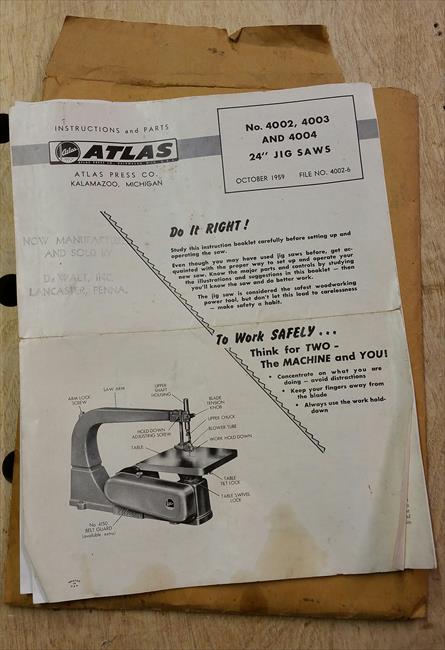 INSTRUCTIONS and PARTS
Atlas
ATLAS
ATLAS PRESS CO.
KALAMAZOO, MICHIGAN
No. 4002, 4003
AND 4004
24" JIG SAWS
OCTOBER 1959 FILE NO. 4002-6
NOW MANUFACTURED
AND SOLD BY
DeWALT, INC.
LANCASTER, PENNA.
Do It RIGHT!
Study this instruction booklet carefully before setting up and
operating the saw.
Even though you may have used jig saws before, get ac-
quainted with the proper way to set up and operate your
new saw. Know the major parts and controls by studying
the illustrations and suggestions in this booklet — then
you'll know the saw and do better work.
The jig saw is considered the safest woodworking
power tool, but don't let this lead to carelessness
— make safety a habit.
To Work SAFELY . . .
Think for TWO -
The MACHINE and YOU!
• Concentrate on what you are
doing — avoid distractions
• Keep your fingers away from
the blade
• Always use the work hold-
down
ARM LOCK
SCREW
SAW ARM
UPPER
SHAFT
HOUSING
BLADE
TENSION
KNOB
UPPER CHUCK
BLOWER TUBE
WORK HOLD DOWN
HOLD DOWN
ADJUSTING SCREW
TABLE
TABLE
TILT LOCK
TABLE SWIVEL
LOCK
No. 4150
BELT GUARD
(available extra)